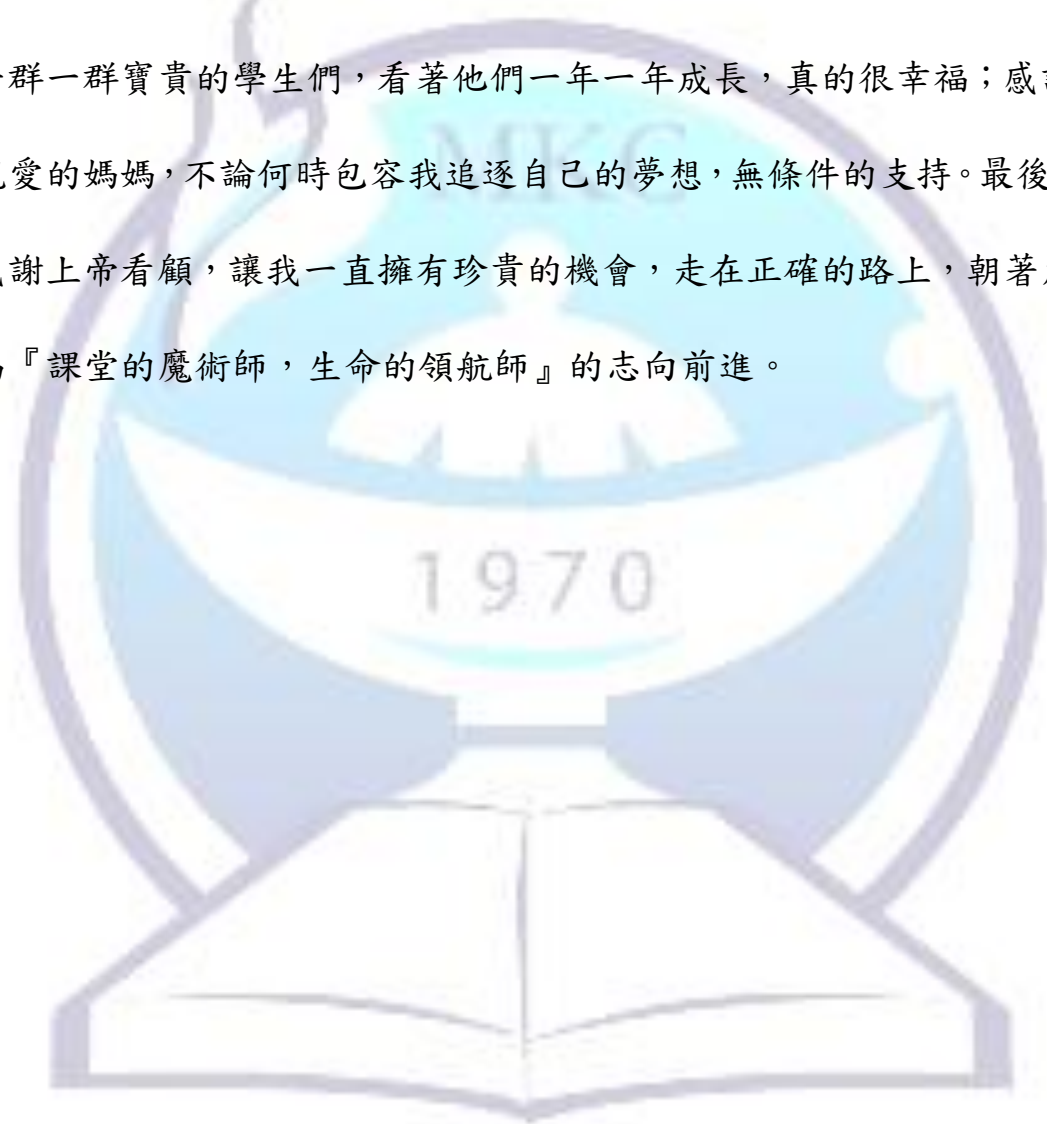 群一群寶貴的學生們，看著他們一年一年成長，真的很幸福；感
愛的媽媽，不論何時包容我追逐自己的夢想，無條件的支持。最後
謝上帝看顧，讓我一直擁有珍貴的機會，走在正確的路上，朝著
『課堂的魔術師，生命的領航師』的志向前進。
MKC
1970